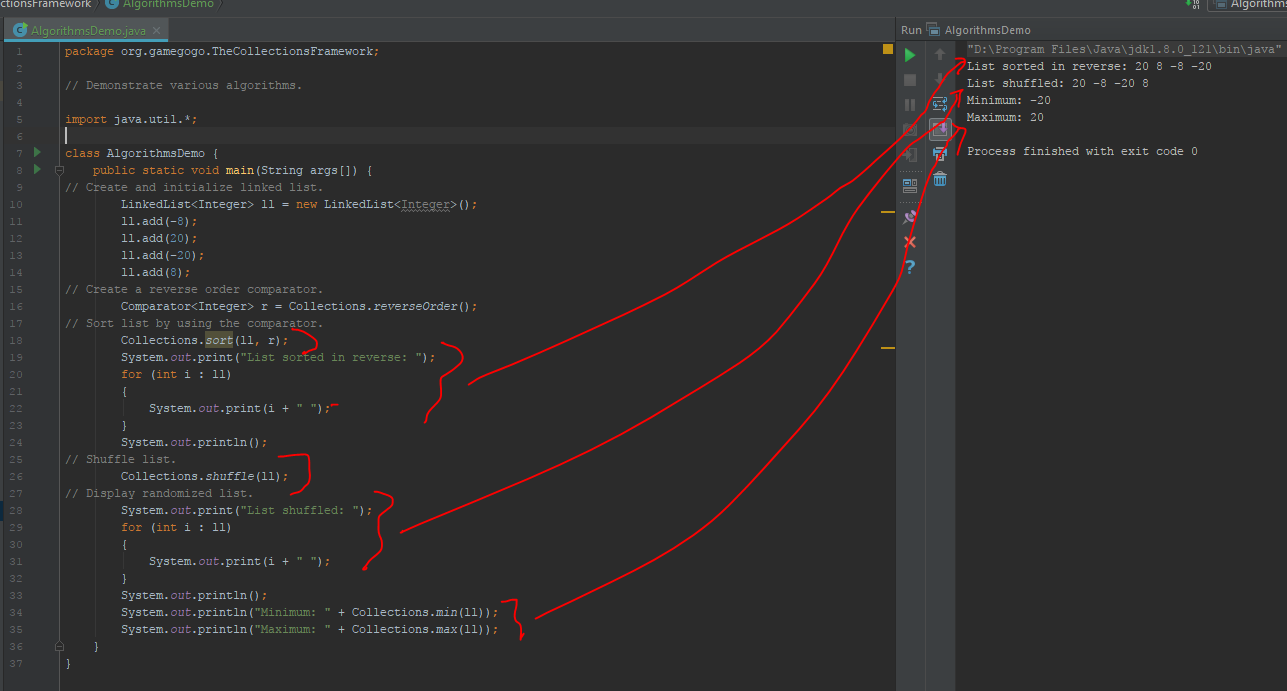 ctionsFramework AlgorithmsDemo
Algorithms
AlgorithmsDemo.java ×
1 package org.gamegogo.TheCollectionsFramework;
2
3 // Demonstrate various algorithms.
4
5 import java.util.*;
6
7 class AlgorithmsDemo {
8 public static void main(String args[]) {
9 // Create and initialize linked list.
10 LinkedList<Integer> ll = new LinkedList<Integer>();
11 ll.add(-8);
12 ll.add(20);
13 ll.add(-20);
14 ll.add(8);
15 // Create a reverse order comparator.
16 Comparator<Integer> r = Collections.reverseOrder();
17 // Sort list by using the comparator.
18 Collections.sort(ll, r);
19 System.out.print("List sorted in reverse: ");
20 for (int i : ll)
21 {
22 System.out.print(i + " ");
23 }
24 System.out.println();
25 // Shuffle list.
26 Collections.shuffle(ll);
27 // Display randomized list.
28 System.out.print("List shuffled: ");
29 for (int i : ll)
30 {
31 System.out.print(i + " ");
32 }
33 System.out.println();
34 System.out.println("Minimum: " + Collections.min(ll));
35 System.out.println("Maximum: " + Collections.max(ll));
36 }
37 }
Run AlgorithmsDemo
"D:\Program Files\Java\jdk1.8.0_121\bin\java"
List sorted in reverse: 20 8 -8 -20
List shuffled: 20 -8 -20 8
Minimum: -20
Maximum: 20
Process finished with exit code 0